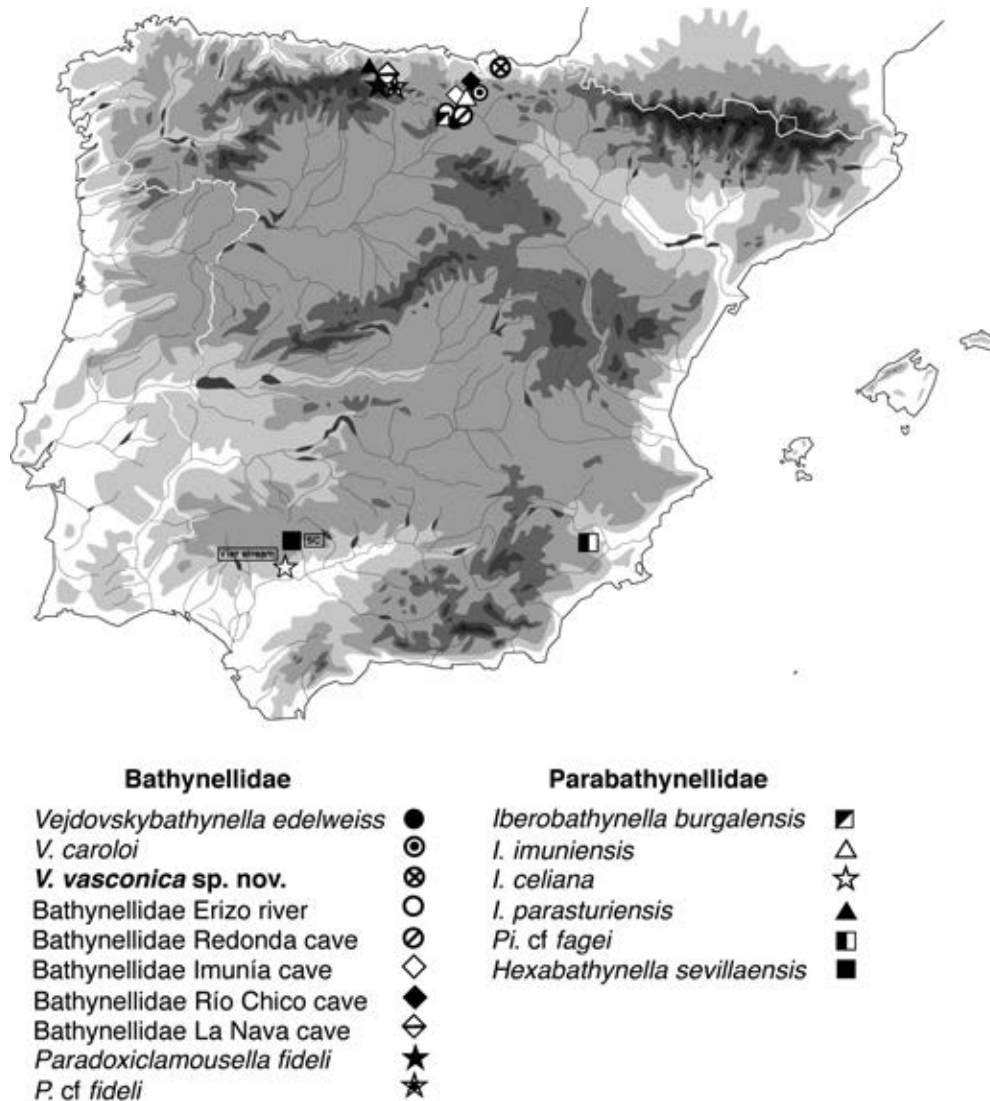 SC
Bathynellidae
Vejdovskybathynella edelweiss
V. caroloi
V. vasconica sp. nov.
Bathynellidae Erizo river
Bathynellidae Redonda cave
Bathynellidae Imunía cave
Bathynellidae Río Chico cave
Bathynellidae La Nava cave
Paradoxiclamousella fideli
P. cf fideli
Parabathynellidae
Iberobathynella burgalensis
I. imuniensis
I. celiana
I. parasturiensis
Pi. cf fagei
Hexabathynella sevillaensis